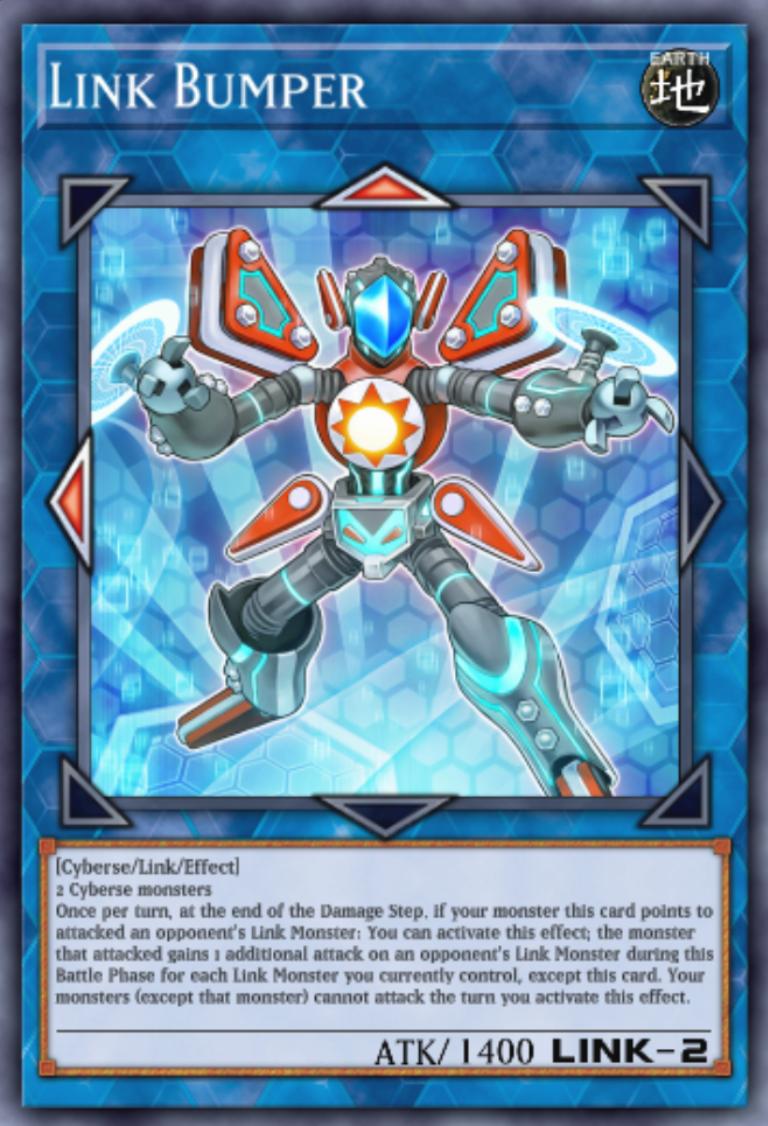 LINK BUMPER
EARTH
地
[Cyberse/Link/Effect]
2 Cyberse monsters
Once per turn, at the end of the Damage Step, if your monster this card points to
attacked an opponent's Link Monster: You can activate this effect; the monster
that attacked gains 1 additional attack on an opponent's Link Monster during this
Battle Phase for each Link Monster you currently control, except this card. Your
monsters (except that monster) cannot attack the turn you activate this effect.
ATK/ 1400 LINK-2